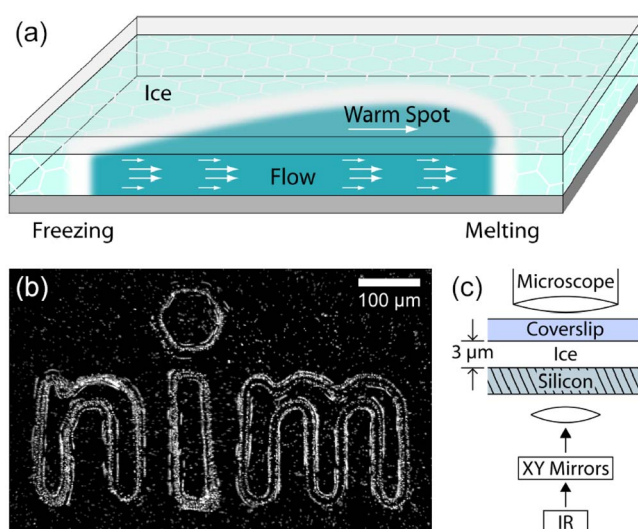 (a)
Ice
Warm Spot
Flow
Freezing
Melting
(b)
100 µm
nim
(c)
Microscope
Coverslip
3 µm
Ice
Silicon
XY Mirrors
IR